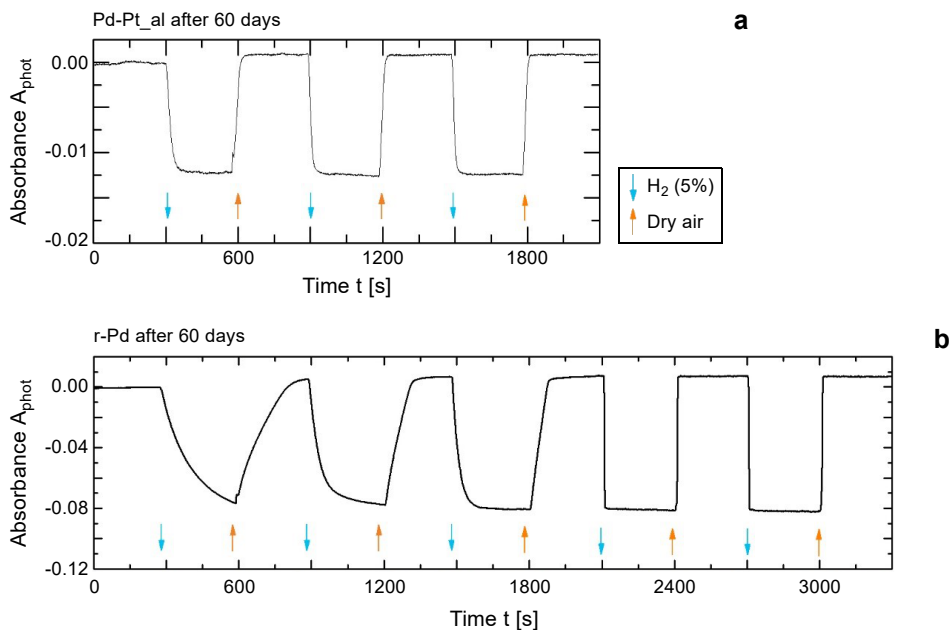 Pd-Pt_al after 60 days
a
Absorbance A_phot
0.00
-0.01
-0.02
0 600 1200 1800
Time t [s]
H₂ (5%)
Dry air
r-Pd after 60 days
b
Absorbance A_phot
0.00
-0.04
-0.08
-0.12
0 600 1200 1800 2400 3000
Time t [s]